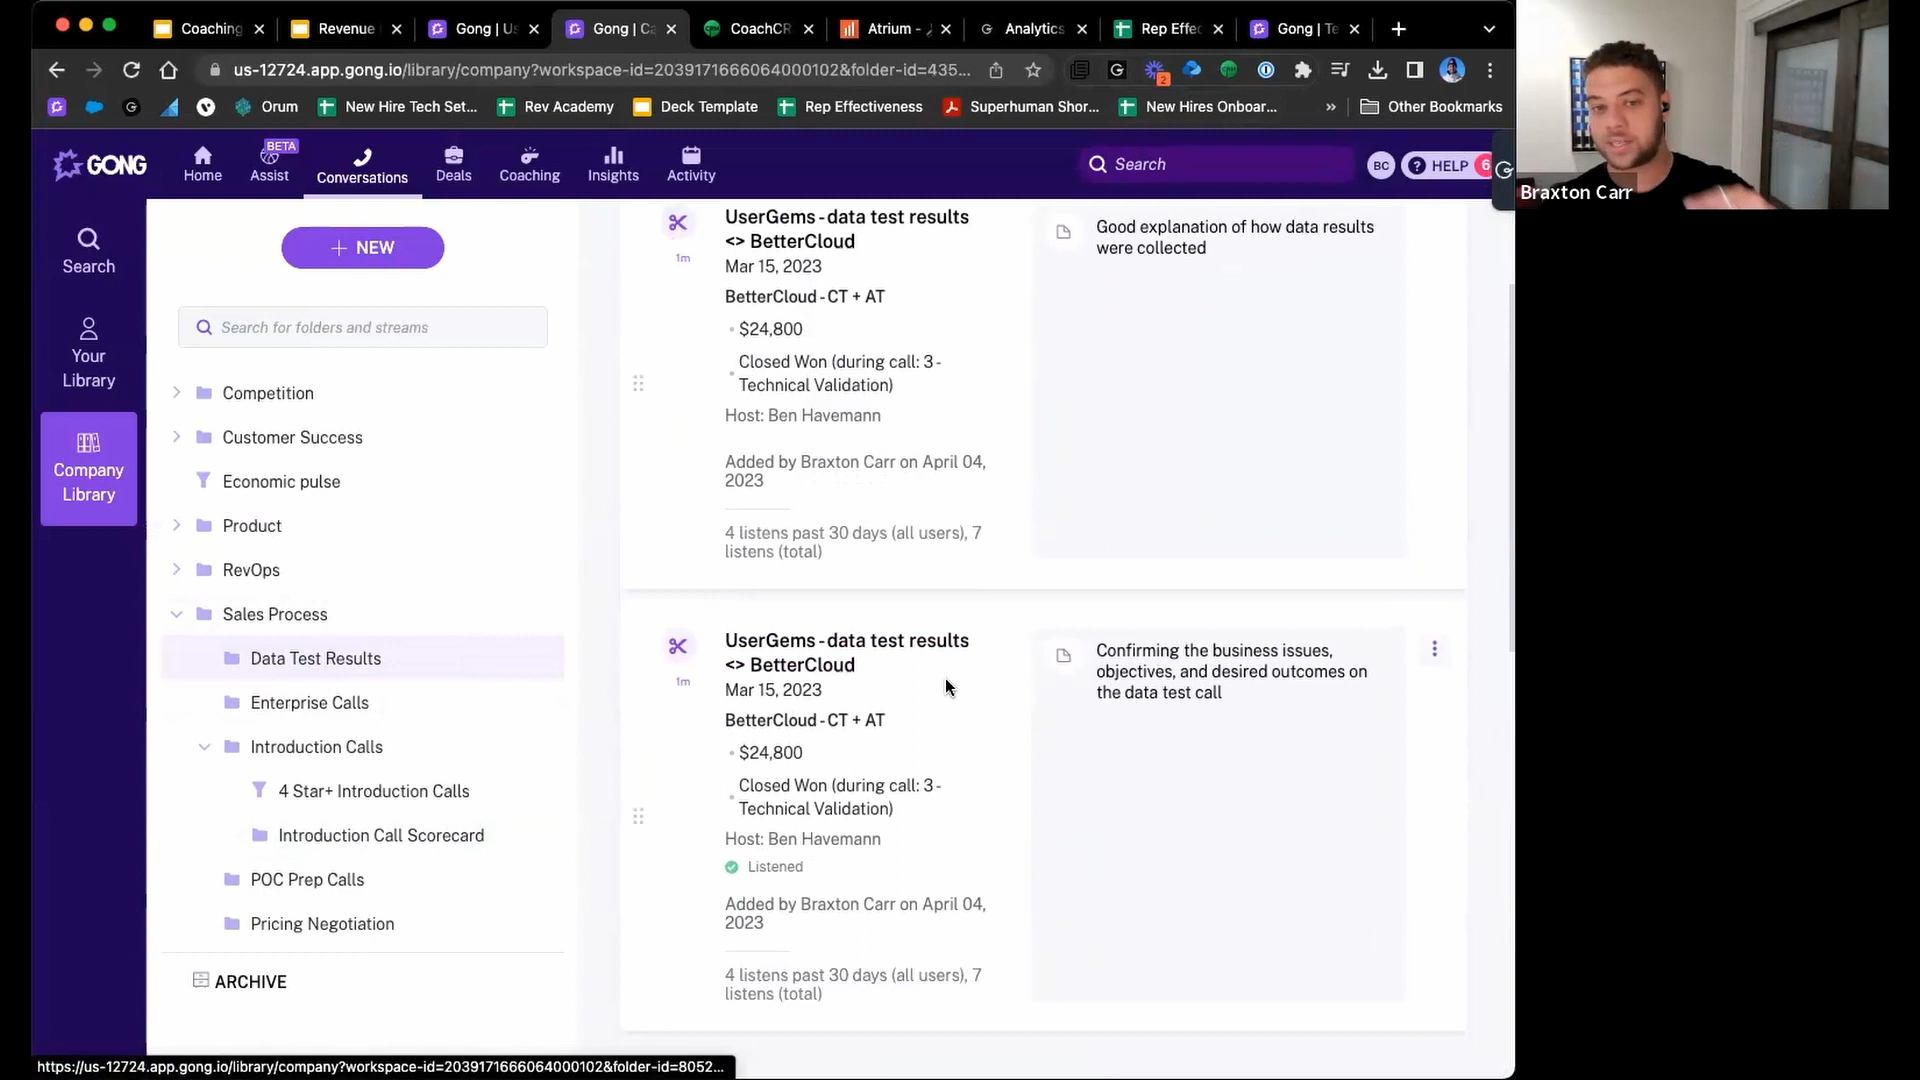 Coaching
Revenue
Gong | Us
Gong | Ca
CoachCR
Atrium -
Analytics
Rep Effec
Gong | Te
us-12724.app.gong.io/library/company?workspace-id=2039171666064000102&folder-id=435...
2
Orum
New Hire Tech Set...
Rev Academy
Deck Template
Rep Effectiveness
Superhuman Shor...
New Hires Onboar...
»
Other Bookmarks
GONG
Home
BETA
Assist
Conversations
Deals
Coaching
Insights
Activity
Search
BC
? HELP
6
Braxton Carr
Search
Your
Library
Company
Library
+ NEW
Search for folders and streams
Competition
Customer Success
Economic pulse
Product
RevOps
Sales Process
Data Test Results
Enterprise Calls
Introduction Calls
4 Star+ Introduction Calls
Introduction Call Scorecard
POC Prep Calls
Pricing Negotiation
ARCHIVE
1m
UserGems - data test results
<> BetterCloud
Mar 15, 2023
BetterCloud - CT + AT
• $24,800
• Closed Won (during call: 3 -
Technical Validation)
Host: Ben Havemann
Added by Braxton Carr on April 04,
2023
4 listens past 30 days (all users), 7
listens (total)
Good explanation of how data results
were collected
1m
UserGems - data test results
<> BetterCloud
Mar 15, 2023
BetterCloud - CT + AT
• $24,800
• Closed Won (during call: 3 -
Technical Validation)
Host: Ben Havemann
Listened
Added by Braxton Carr on April 04,
2023
4 listens past 30 days (all users), 7
listens (total)
Confirming the business issues,
objectives, and desired outcomes on
the data test call
https://us-12724.app.gong.io/library/company?workspace-id=2039171666064000102&folder-id=8052...